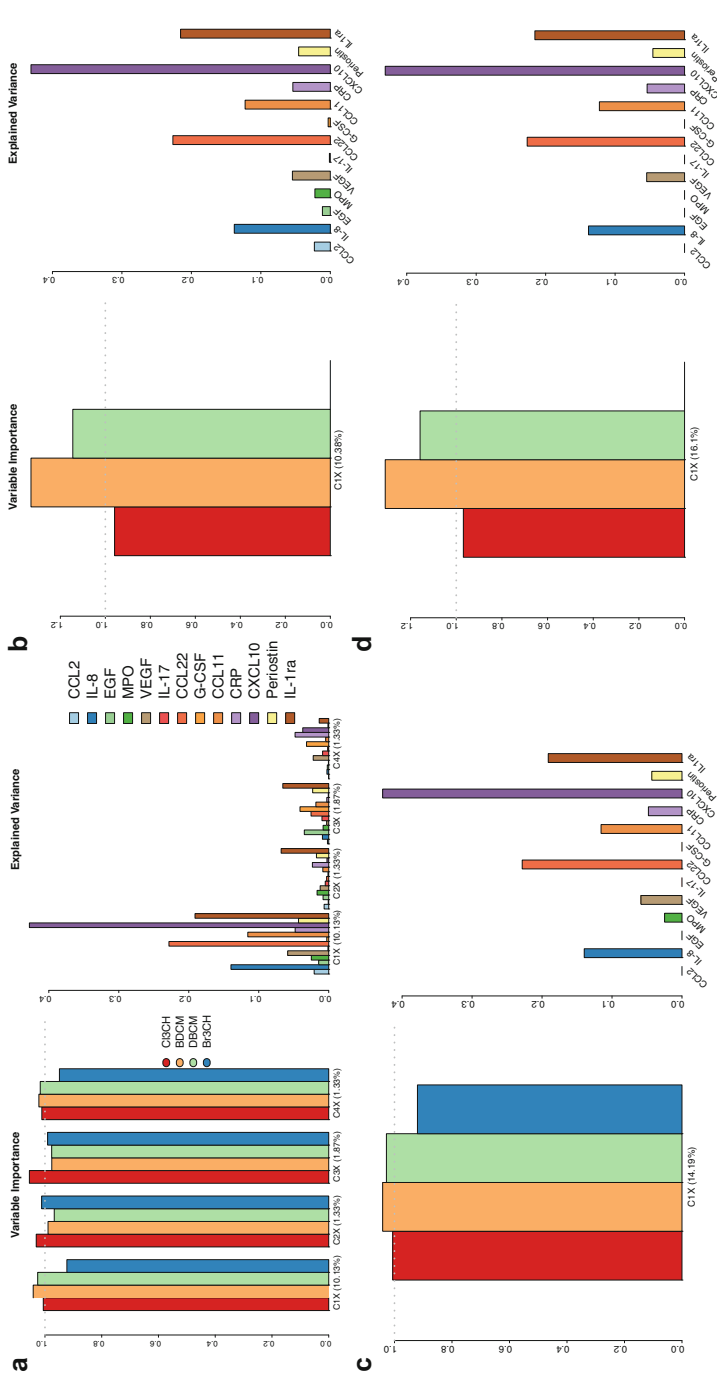 a
Variable Importance
1.0
0.8
0.6
0.4
0.2
0.0
C1X (10.13%)
C2X (1.33%)
C3X (1.87%)
C4X (1.33%)
Cl3CH
BDCM
DBCM
Br3CH
Explained Variance
0.4
0.3
0.2
0.1
0.0
C1X (10.13%)
C2X (1.33%)
C3X (1.87%)
C4X (1.33%)
CCL2
IL-8
EGF
MPO
VEGF
IL-17
CCL22
G-CSF
CCL11
CRP
CXCL10
Periostin
IL-1ra
b
Variable Importance
1.2
1.0
0.8
0.6
0.4
0.2
0.0
C1X (10.38%)
Explained Variance
0.4
0.3
0.2
0.1
0.0
CCL2
IL-8
EGF
MPO
VEGF
IL-17
CCL22
G-CSF
CCL11
CRP
CXCL10
Periostin
IL1ra
c
1.0
0.8
0.6
0.4
0.2
0.0
C1X (14.19%)
0.4
0.3
0.2
0.1
0.0
CCL2
IL-8
EGF
MPO
VEGF
IL-17
CCL22
G-CSF
CCL11
CRP
CXCL10
Periostin
IL1ra
d
1.2
1.0
0.8
0.6
0.4
0.2
0.0
C1X (16.1%)
0.4
0.3
0.2
0.1
0.0
CCL2
IL-8
EGF
MPO
VEGF
IL-17
CCL22
G-CSF
CCL11
CRP
CXCL10
Periostin
IL1ra